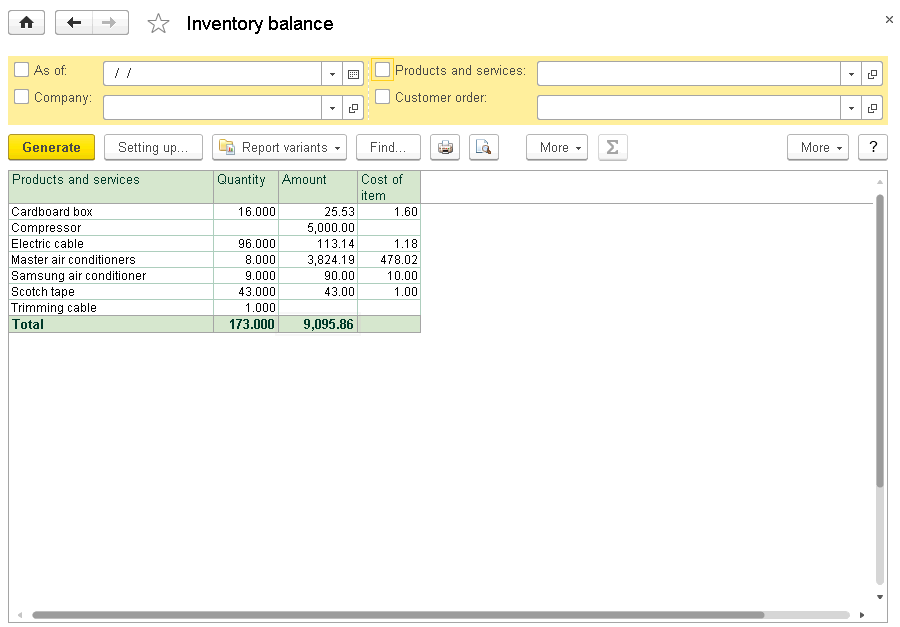 Inventory balance
As of: / / Products and services:
Company: Customer order:
Generate Setting up... Report variants Find... More Σ More ?
Products and services Quantity Amount Cost of item
Cardboard box 16.000 25.53 1.60
Compressor 5,000.00
Electric cable 96.000 113.14 1.18
Master air conditioners 8.000 3,824.19 478.02
Samsung air conditioner 9.000 90.00 10.00
Scotch tape 43.000 43.00 1.00
Trimming cable 1.000
Total 173.000 9,095.86